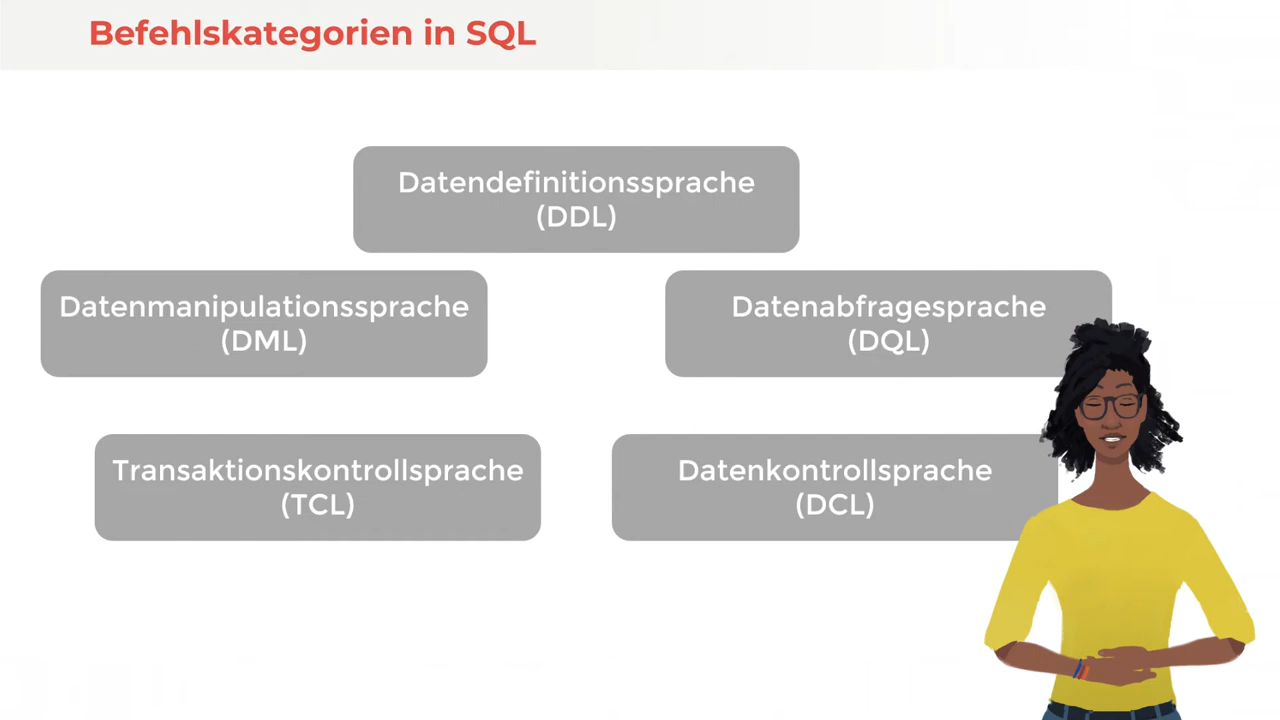 Befehlskategorien in SQL
Datendefinitionssprache
(DDL)
Datenmanipulationssprache
(DML)
Datenabfragesprache
(DQL)
Transaktionskontrollsprache
(TCL)
Datenkontrollsprache
(DCL)